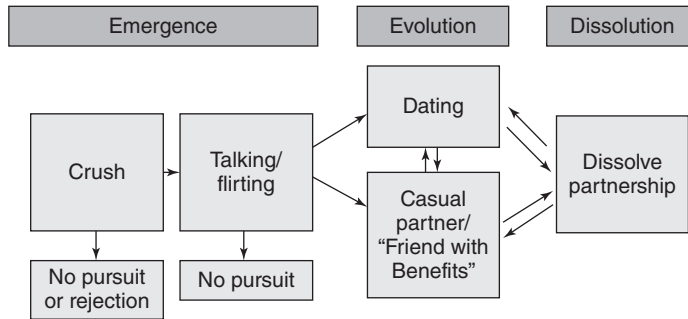 Emergence
Evolution
Dissolution
Crush
Talking/
flirting
Dating
Casual
partner/
“Friend with
Benefits”
Dissolve
partnership
No pursuit
or rejection
No pursuit